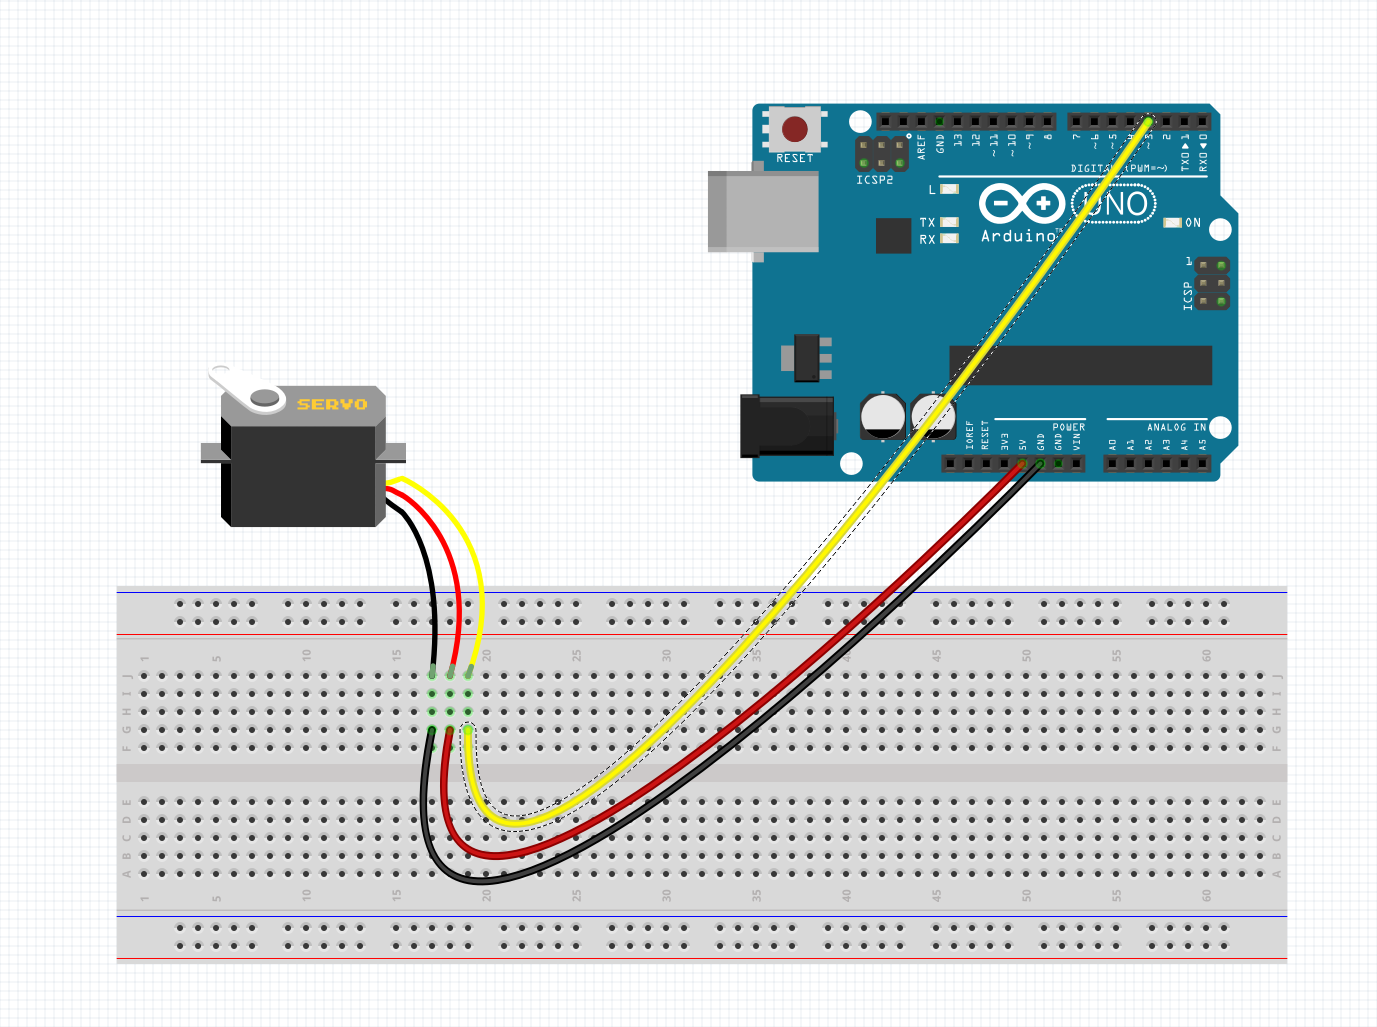 RESET
ICSP2
AREF
GND
13
12
~11
~10
~9
8
7
~6
~5
4
~3
2
TX0▶1
RX0◀0
DIGITAL (PWM=~)
L
TX
RX
Arduino™
UNO
ON
1
ICSP
IOREF
RESET
3V3
5V
GND
GND
VIN
POWER
A0
A1
A2
A3
A4
A5
ANALOG IN
SERVO
1 5 10 15 20 25 30 35 40 45 50 55 60
J J
I I
H H
G G
F F
E E
D D
C C
B B
A A
1 5 10 15 20 25 30 35 40 45 50 55 60